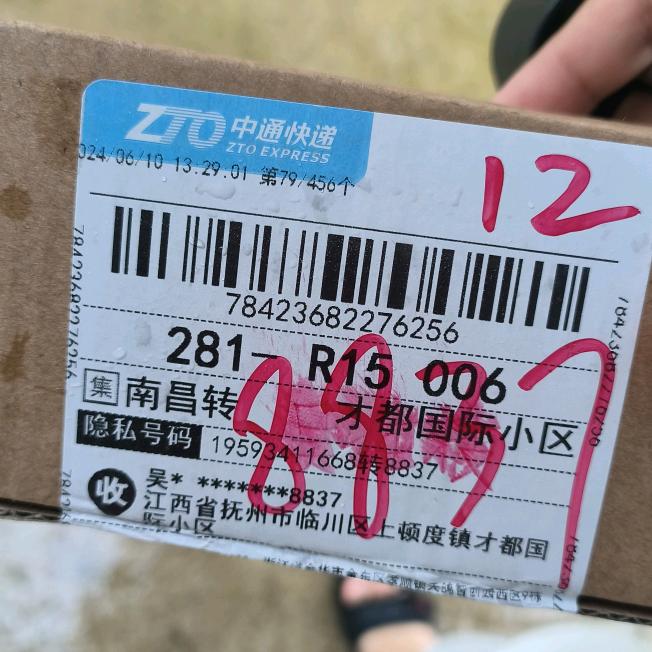 ZTO 中通快递
ZTO EXPRESS
024/06/10 13:29:01 第79/456个
12
78423682276256
281- R15 006
集 南昌转 才都国际小区
隐私号码 19593411668转8837
8837
收 吴* *******8837
江西省抚州市临川区上顿度镇才都国
际小区
78423682276256